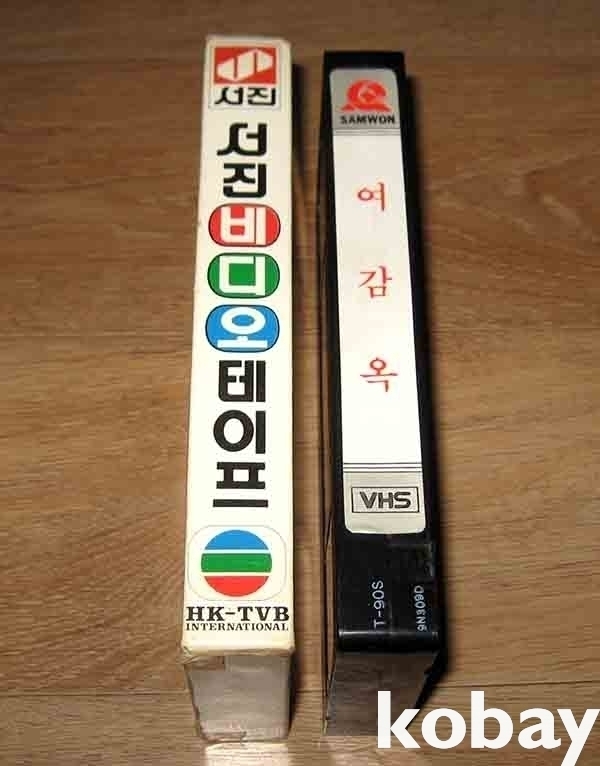 서진
서진비디오테이프
HK-TVB
INTERNATIONAL
SAMWON
여감옥
VHS
T-90S
9N309D
kobay